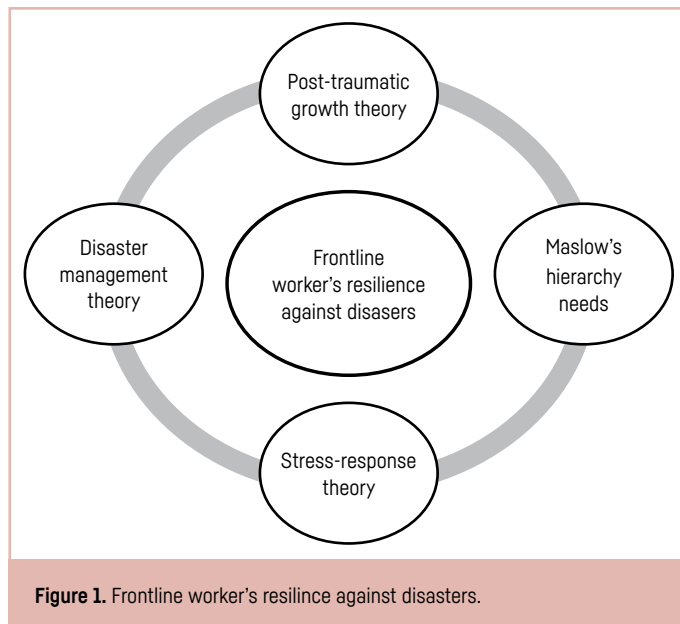 Post-traumatic
growth theory
Disaster
management
theory
Frontline
worker's resilience
against disasers
Maslow's
hierarchy
needs
Stress-response
theory
Figure 1. Frontline worker's resilince against disasters.